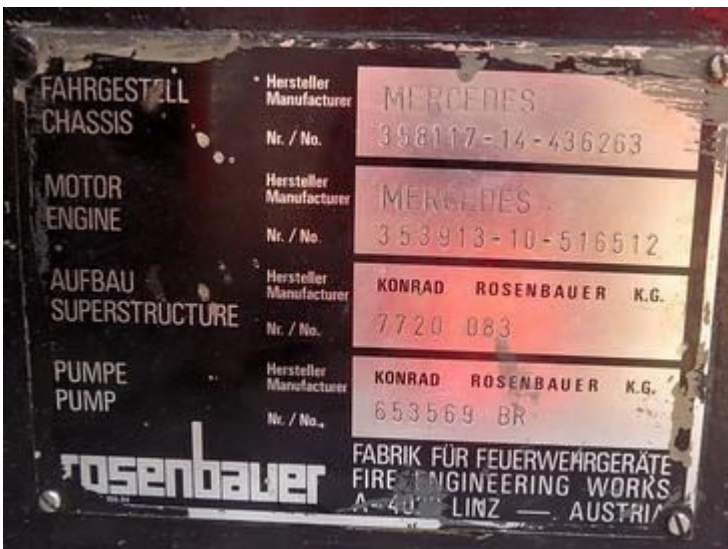 FAHRGESTELL
CHASSIS
Hersteller
Manufacturer
MERCEDES
Nr. / No.
358117-14-436263
MOTOR
ENGINE
Hersteller
Manufacturer
MERCEDES
Nr. / No.
353913-10-516512
AUFBAU
SUPERSTRUCTURE
Hersteller
Manufacturer
KONRAD ROSENBAUER K.G.
Nr. / No.
7720 083
PUMPE
PUMP
Hersteller
Manufacturer
KONRAD ROSENBAUER K.G.
Nr. / No.
653569 BR
rosenbauer
FABRIK FÜR FEUERWEHRGERÄTE
FIRE ENGINEERING WORKS
LINZ — AUSTRIA